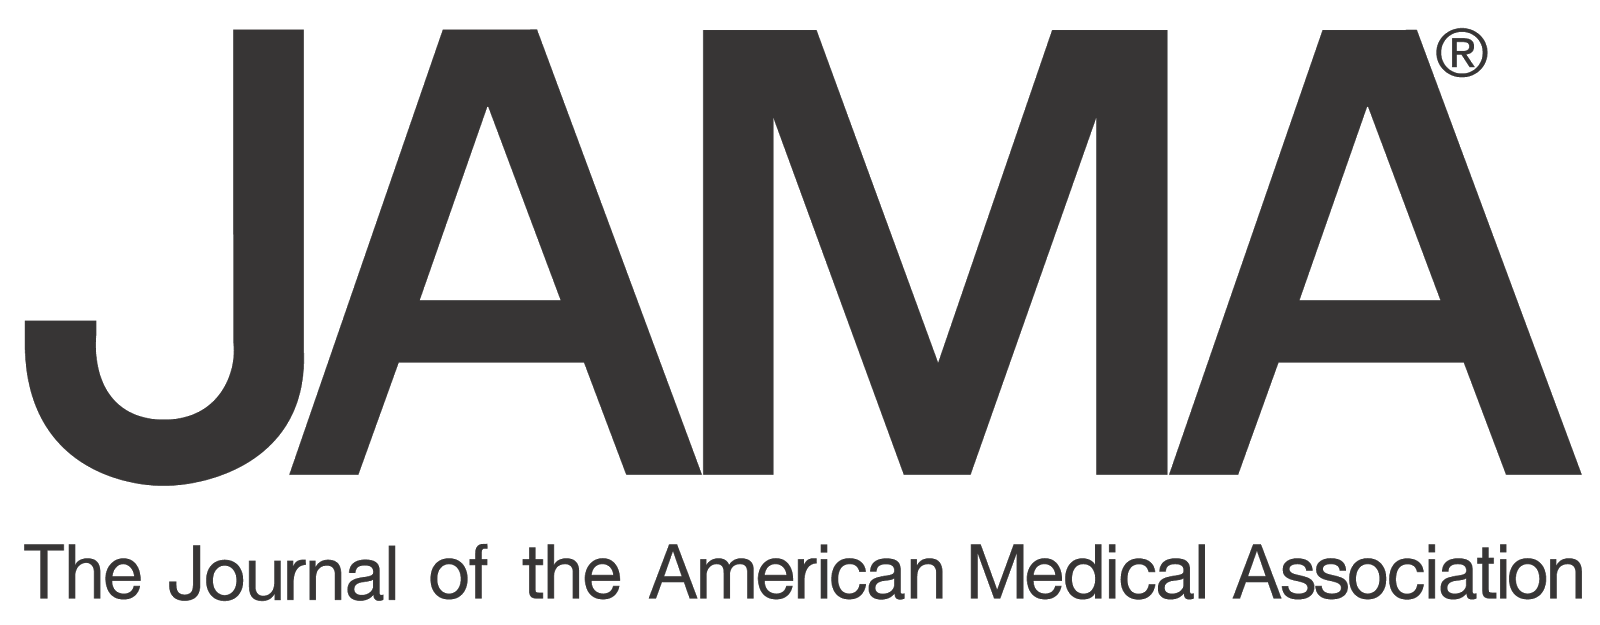 JAMA®
The Journal of the American Medical Association